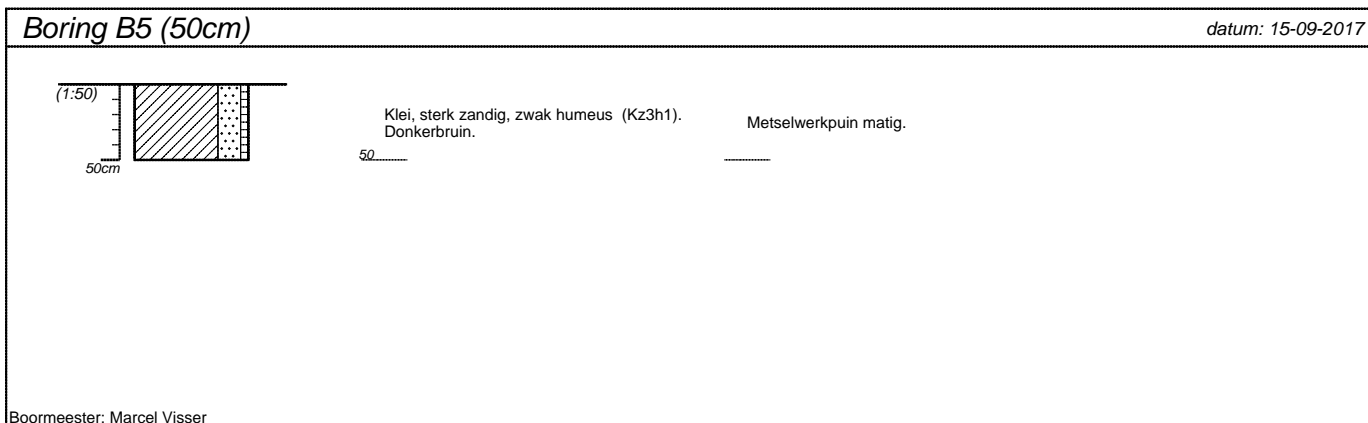 Boring B5 (50cm)
datum: 15-09-2017
(1:50)
50cm
Klei, sterk zandig, zwak humeus (Kz3h1).
Donkerbruin.
50
Metselwerkpuin matig.
Boormeester: Marcel Visser